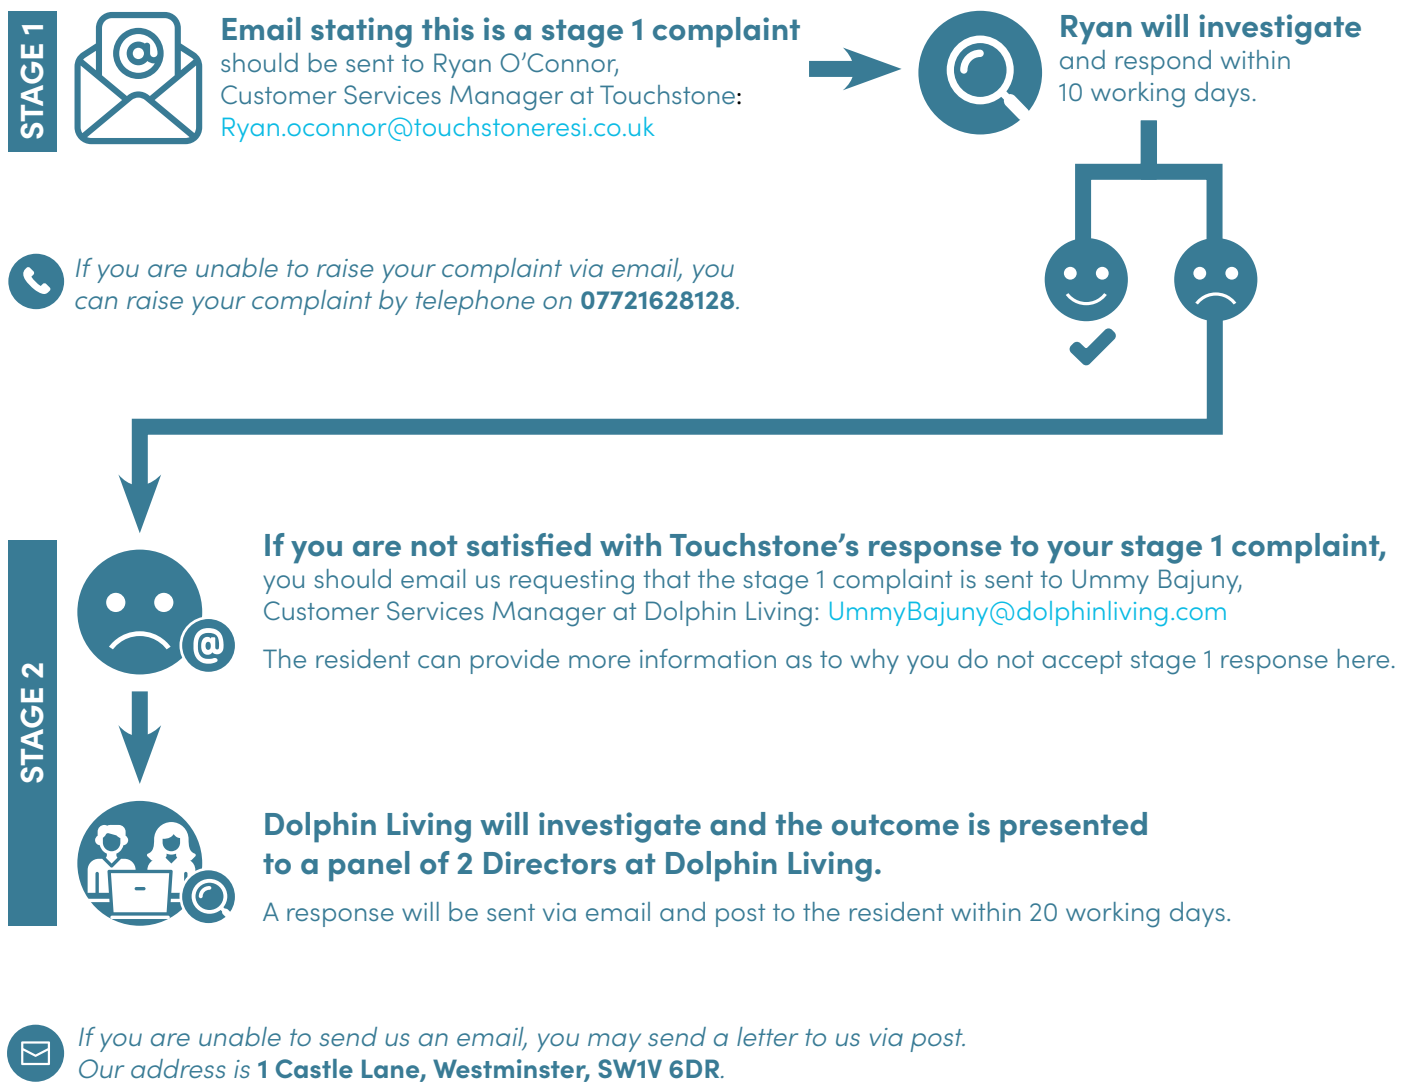 STAGE 1
@
Email stating this is a stage 1 complaint
should be sent to Ryan O’Connor,
Customer Services Manager at Touchstone:
Ryan.oconnor@touchstoneresi.co.uk
Ryan will investigate
and respond within
10 working days.
If you are unable to raise your complaint via email, you
can raise your complaint by telephone on 07721628128.
STAGE 2
If you are not satisfied with Touchstone’s response to your stage 1 complaint,
you should email us requesting that the stage 1 complaint is sent to Ummy Bajuny,
Customer Services Manager at Dolphin Living: UmmyBajuny@dolphinliving.com
@
The resident can provide more information as to why you do not accept stage 1 response here.
Dolphin Living will investigate and the outcome is presented
to a panel of 2 Directors at Dolphin Living.
A response will be sent via email and post to the resident within 20 working days.
If you are unable to send us an email, you may send a letter to us via post.
Our address is 1 Castle Lane, Westminster, SW1V 6DR.